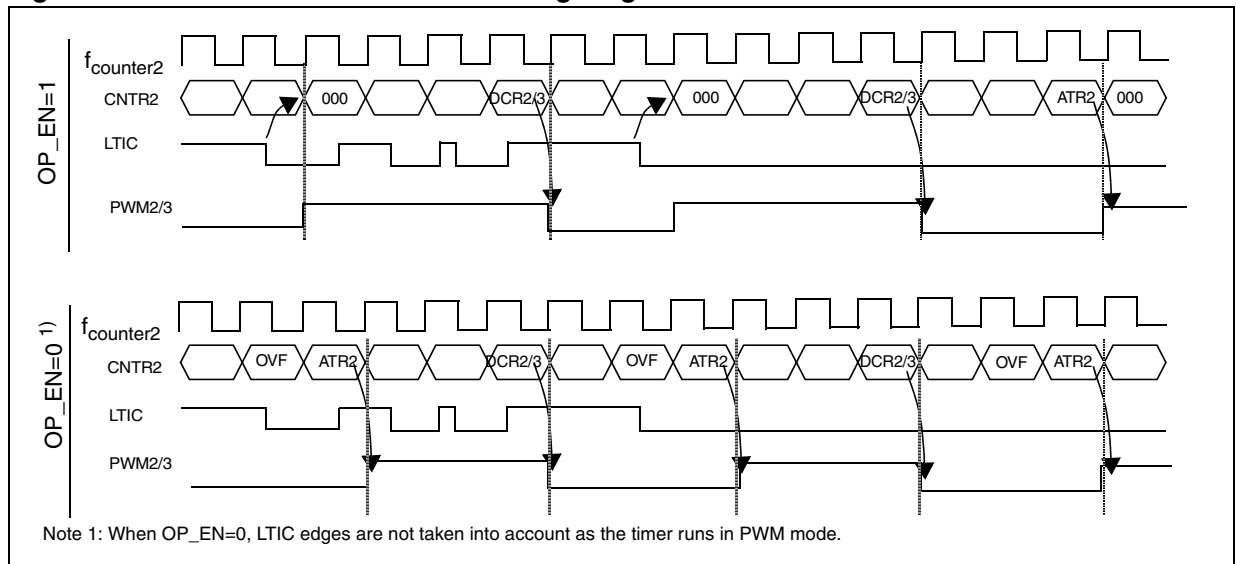 OP_EN=1
fcounter2
CNTR2 000 DCR2/3 000 DCR2/3 ATR2 000
LTIC
PWM2/3
OP_EN=0 1)
fcounter2
CNTR2 OVF ATR2 DCR2/3 OVF ATR2 DCR2/3 OVF ATR2
LTIC
PWM2/3
Note 1: When OP_EN=0, LTIC edges are not taken into account as the timer runs in PWM mode.